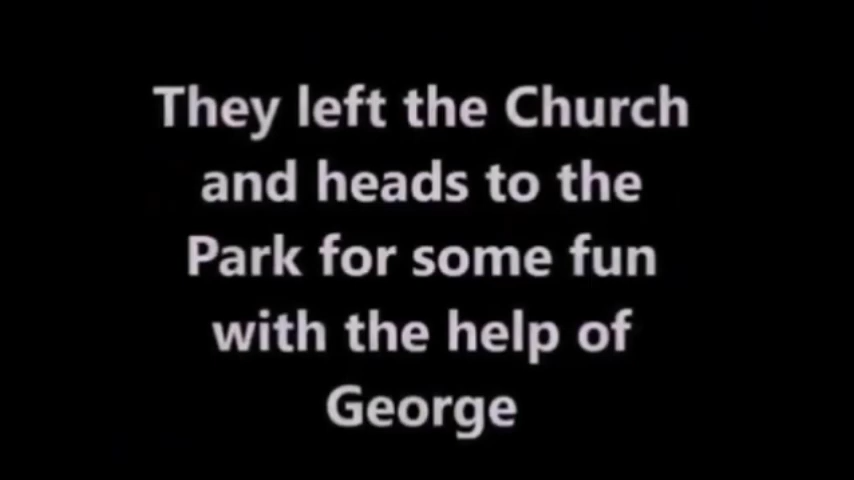 They left the Church
and heads to the
Park for some fun
with the help of
George